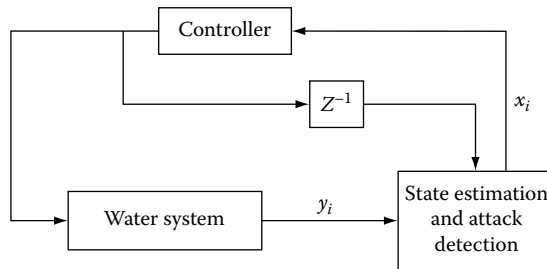 Controller
Z⁻¹
x_i
Water system
y_i
State estimation
and attack
detection